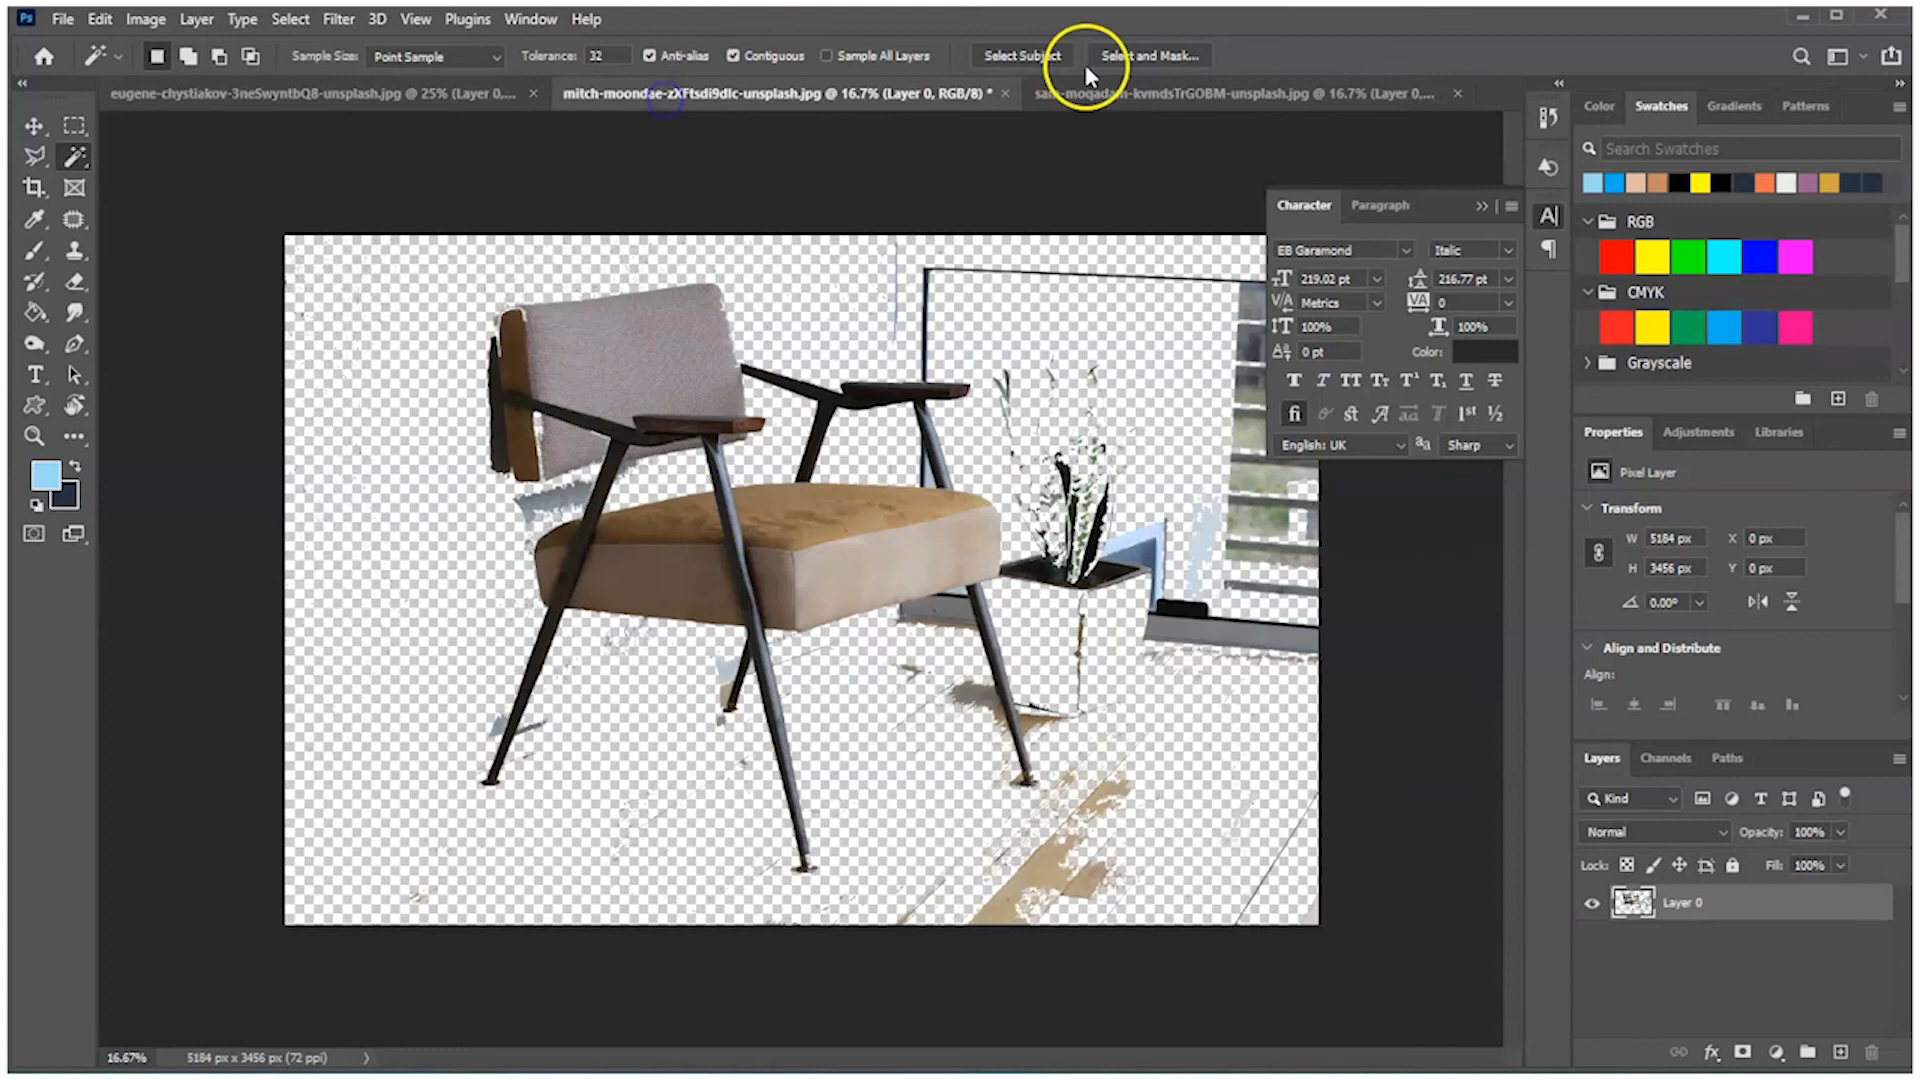 Ps File Edit Image Layer Type Select Filter 3D View Plugins Window Help
Sample Size: Point Sample Tolerance: 32 Anti-alias Contiguous Sample All Layers Select Subject Select and Mask...
eugene-chystiakov-3neSwyntbQ8-unsplash.jpg @ 25% (Layer 0,... mitch-moondae-zXFtsdi9dlc-unsplash.jpg @ 16.7% (Layer 0, RGB/8) * @ 16.7% (Layer 0,...
Color Swatches Gradients Patterns
Search Swatches
RGB
CMYK
Grayscale
Character Paragraph
EB Garamond Italic
219.02 pt 216.77 pt
Metrics 0
100% 100%
0 pt Color:
English: UK Sharp
Properties Adjustments Libraries
Pixel Layer
Transform
W 5184 px X 0 px
H 3456 px Y 0 px
0.00°
Align and Distribute
Align:
Layers Channels Paths
Kind
Normal Opacity: 100%
Lock: Fill: 100%
Layer 0
16.67% 5184 px x 3456 px (72 ppi)